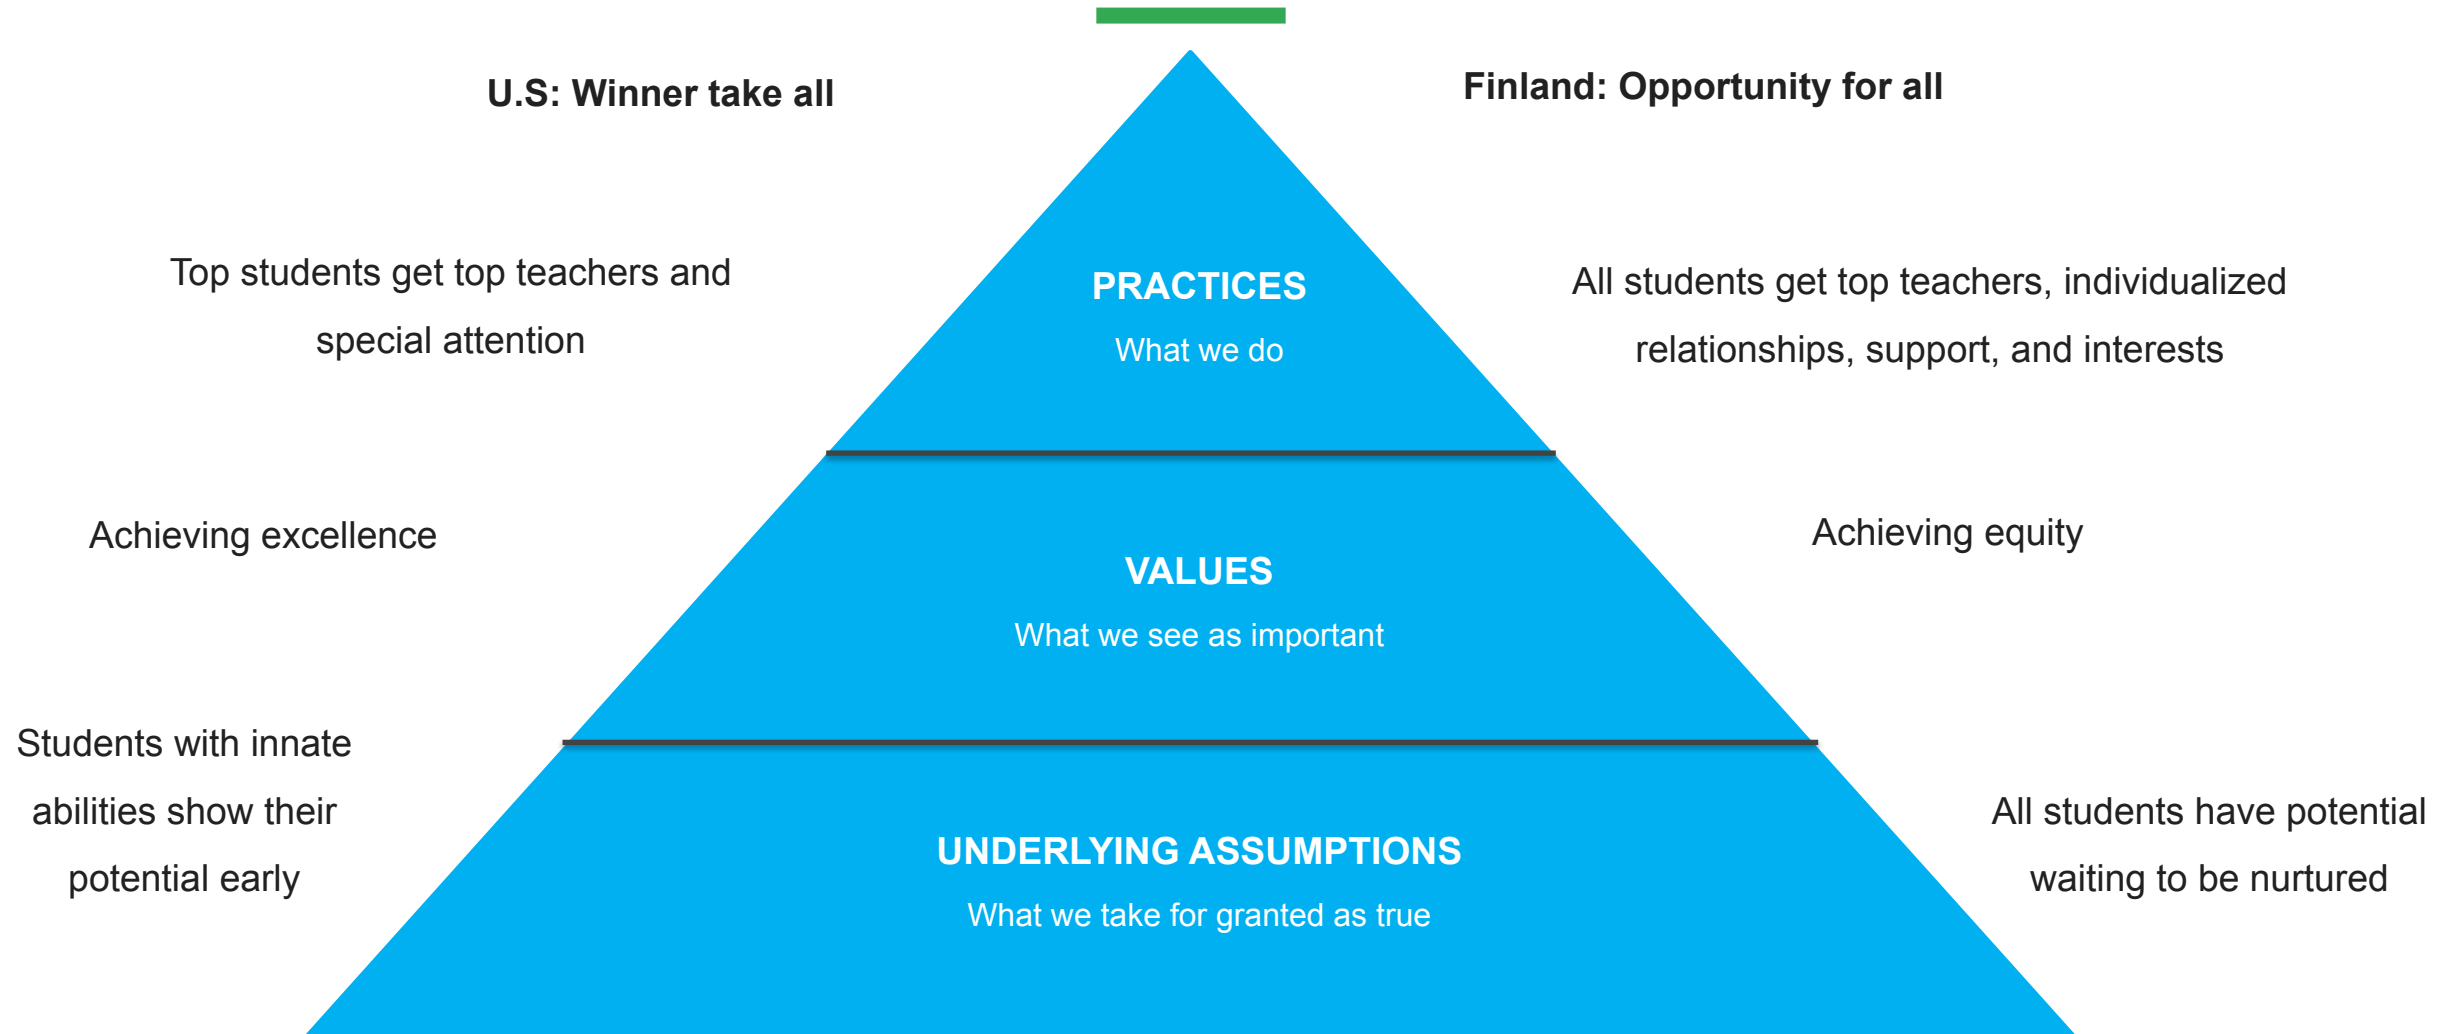 U.S: Winner take all
Finland: Opportunity for all
Top students get top teachers and
special attention
PRACTICES
What we do
All students get top teachers, individualized
relationships, support, and interests
Achieving excellence
VALUES
What we see as important
Achieving equity
Students with innate
abilities show their
potential early
UNDERLYING ASSUMPTIONS
What we take for granted as true
All students have potential
waiting to be nurtured